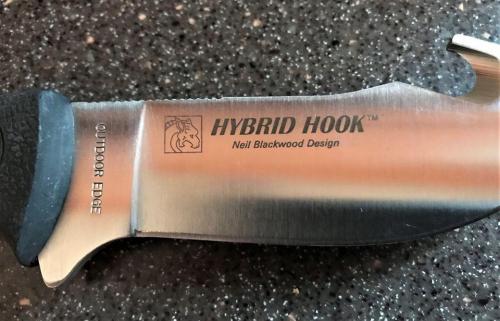 HYBRID HOOK™
Neil Blackwood Design
OUTDOOR EDGE